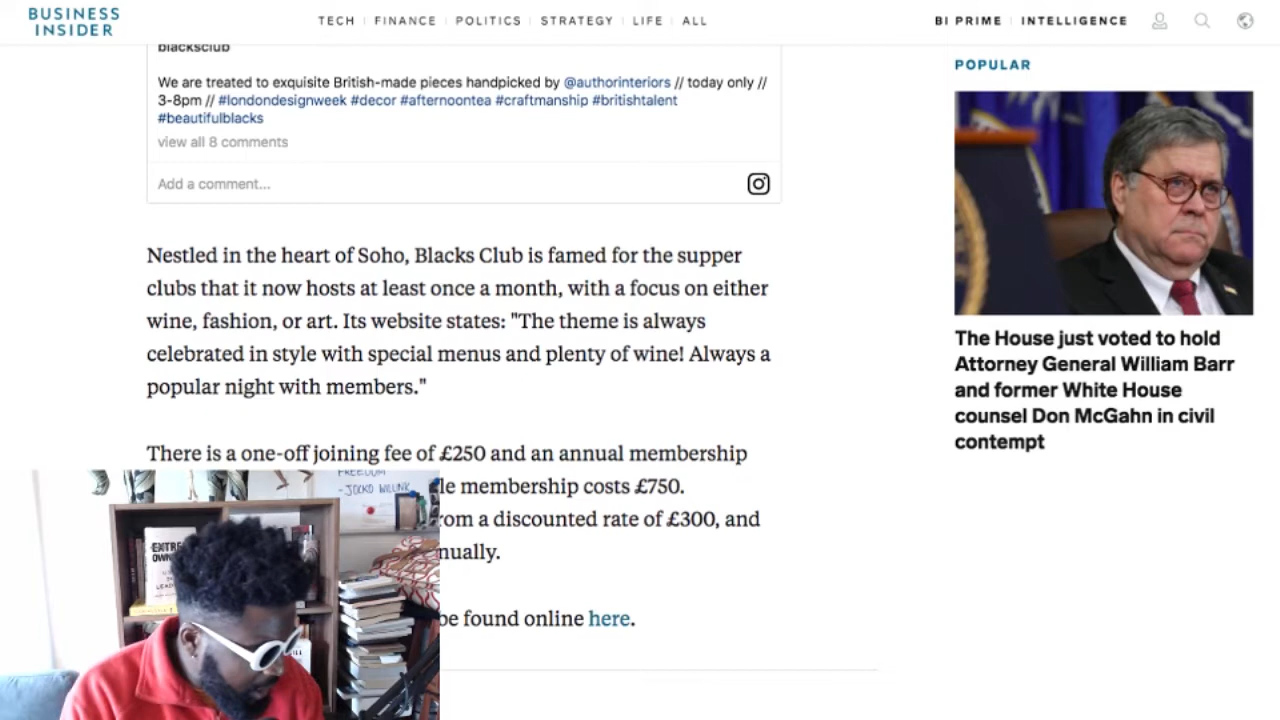 BUSINESS
INSIDER
TECH FINANCE POLITICS STRATEGY LIFE ALL
BI PRIME INTELLIGENCE
blacksclub
We are treated to exquisite British-made pieces handpicked by @authorinteriors // today only //
3-8pm // #londondesignweek #decor #afternoontea #craftmanship #britishtalent
#beautifulblacks
view all 8 comments
Add a comment...
Nestled in the heart of Soho, Blacks Club is famed for the supper
clubs that it now hosts at least once a month, with a focus on either
wine, fashion, or art. Its website states: "The theme is always
celebrated in style with special menus and plenty of wine! Always a
popular night with members."
There is a one-off joining fee of £250 and an annual membership
le membership costs £750.
rom a discounted rate of £300, and
nually.
be found online here.
POPULAR
The House just voted to hold
Attorney General William Barr
and former White House
counsel Don McGahn in civil
contempt
FREEDOM
- JOCKO WILLINK